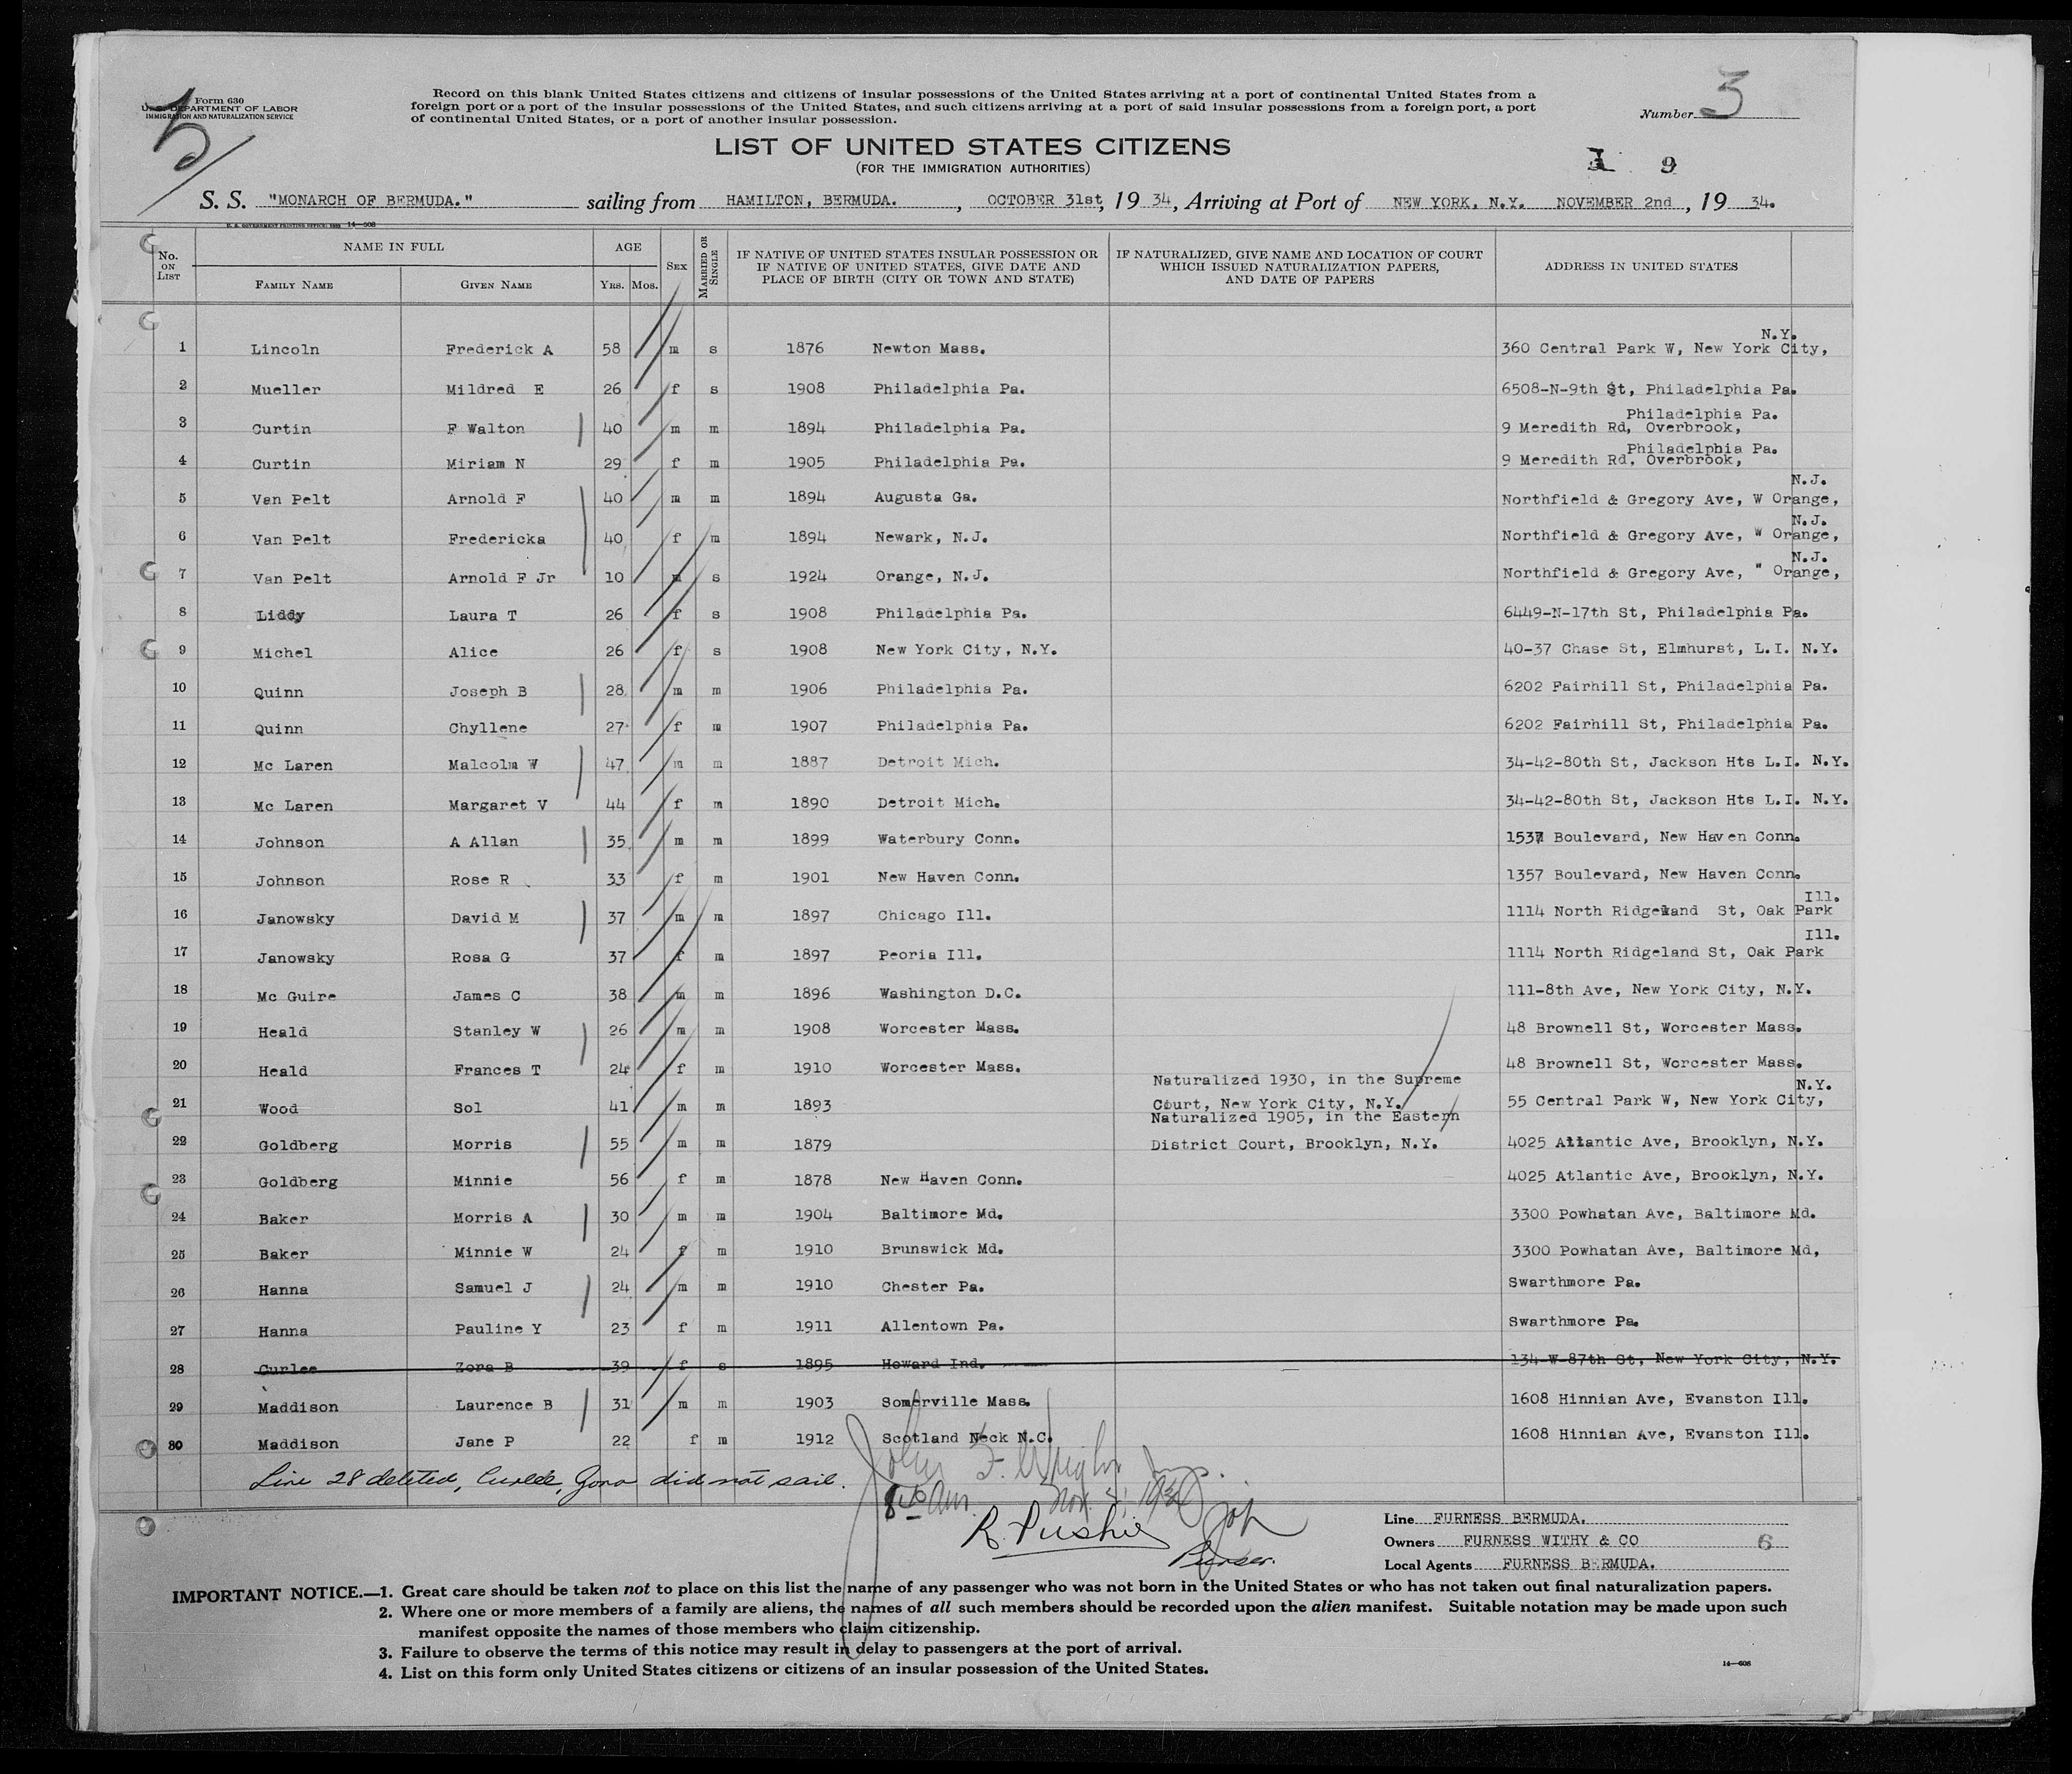 Form 630
U. S. DEPARTMENT OF LABOR
IMMIGRATION AND NATURALIZATION SERVICE
5
Record on this blank United States citizens and citizens of insular possessions of the United States arriving at a port of continental United States from a
foreign port or a port of the insular possessions of the United States, and such citizens arriving at a port of said insular possessions from a foreign port, a port
of continental United States, or a port of another insular possession.
Number 3
LIST OF UNITED STATES CITIZENS
(FOR THE IMMIGRATION AUTHORITIES)
1 9
S. S. "MONARCH OF BERMUDA." sailing from HAMILTON, BERMUDA. , OCTOBER 31st, 19 34, Arriving at Port of NEW YORK, N.Y. NOVEMBER 2nd , 19 34.
U. S. GOVERNMENT PRINTING OFFICE: 1933 14—508
No. ON LIST NAME IN FULL AGE SEX MARRIED OR SINGLE IF NATIVE OF UNITED STATES INSULAR POSSESSION OR IF NATIVE OF UNITED STATES, GIVE DATE AND PLACE OF BIRTH (CITY OR TOWN AND STATE) IF NATURALIZED, GIVE NAME AND LOCATION OF COURT WHICH ISSUED NATURALIZATION PAPERS, AND DATE OF PAPERS ADDRESS IN UNITED STATES
FAMILY NAME GIVEN NAME YRS. MOS.
N.Y.
1 Lincoln Frederick A 58 m s 1876 Newton Mass. 360 Central Park W, New York City,
2 Mueller Mildred E 26 f s 1908 Philadelphia Pa. 6508-N-9th St, Philadelphia Pa.
Philadelphia Pa.
3 Curtin F Walton 40 m m 1894 Philadelphia Pa. 9 Meredith Rd, Overbrook,
Philadelphia Pa.
4 Curtin Miriam N 29 f m 1905 Philadelphia Pa. 9 Meredith Rd, Overbrook,
N.J.
5 Van Pelt Arnold F 40 m m 1894 Augusta Ga. Northfield & Gregory Ave, W Orange,
N.J.
6 Van Pelt Fredericka 40 f m 1894 Newark, N.J. Northfield & Gregory Ave, W Orange,
N.J.
7 Van Pelt Arnold F Jr 10 m s 1924 Orange, N.J. Northfield & Gregory Ave, " Orange,
8 Liddy Laura T 26 f s 1908 Philadelphia Pa. 6449-N-17th St, Philadelphia Pa.
9 Michel Alice 26 f s 1908 New York City, N.Y. 40-37 Chase St, Elmhurst, L.I. N.Y.
10 Quinn Joseph B 28 m m 1906 Philadelphia Pa. 6202 Fairhill St, Philadelphia Pa.
11 Quinn Chyllene 27 f m 1907 Philadelphia Pa. 6202 Fairhill St, Philadelphia Pa.
12 Mc Laren Malcolm W 47 m m 1887 Detroit Mich. 34-42-80th St, Jackson Hts L.I. N.Y.
13 Mc Laren Margaret V 44 f m 1890 Detroit Mich. 34-42-80th St, Jackson Hts L.I. N.Y.
14 Johnson A Allan 35 m m 1899 Waterbury Conn. 1537 Boulevard, New Haven Conn.
15 Johnson Rose R 33 f m 1901 New Haven Conn. 1357 Boulevard, New Haven Conn.
Ill.
16 Janowsky David M 37 m m 1897 Chicago Ill. 1114 North Ridgeland St, Oak Park
Ill.
17 Janowsky Rosa G 37 f m 1897 Peoria Ill. 1114 North Ridgeland St, Oak Park
18 Mc Guire James C 38 m m 1896 Washington D.C. 111-8th Ave, New York City, N.Y.
19 Heald Stanley W 26 m m 1908 Worcester Mass. 48 Brownell St, Worcester Mass.
20 Heald Frances T 24 f m 1910 Worcester Mass. 48 Brownell St, Worcester Mass.
Naturalized 1930, in the Supreme N.Y.
21 Wood Sol 41 m m 1893 Court, New York City, N.Y. 55 Central Park W, New York City,
Naturalized 1905, in the Eastern
22 Goldberg Morris 55 m m 1879 District Court, Brooklyn, N.Y. 4025 Atlantic Ave, Brooklyn, N.Y.
23 Goldberg Minnie 56 f m 1878 New Haven Conn. 4025 Atlantic Ave, Brooklyn, N.Y.
24 Baker Morris A 30 m m 1904 Baltimore Md. 3300 Powhatan Ave, Baltimore Md.
25 Baker Minnie W 24 f m 1910 Brunswick Md. 3300 Powhatan Ave, Baltimore Md,
26 Hanna Samuel J 24 m m 1910 Chester Pa. Swarthmore Pa.
27 Hanna Pauline Y 23 f m 1911 Allentown Pa. Swarthmore Pa.
28 Curlee Zora B 39 f s 1895 Howard Ind. 134-W-87th St, New York City, N.Y.
29 Maddison Laurence B 31 m m 1903 Somerville Mass. 1608 Hinnian Ave, Evanston Ill.
30 Maddison Jane P 22 f m 1912 Scotland Neck N.C. 1608 Hinnian Ave, Evanston Ill.
Line 28 deleted, Curlee, Zora did not sail.
John F. Wright
Nov. 1934
R. Pushie
Purser.
Line FURNESS BERMUDA.
Owners FURNESS WITHY & CO 6
Local Agents FURNESS BERMUDA.
IMPORTANT NOTICE.—1. Great care should be taken not to place on this list the name of any passenger who was not born in the United States or who has not taken out final naturalization papers.
2. Where one or more members of a family are aliens, the names of all such members should be recorded upon the alien manifest. Suitable notation may be made upon such
manifest opposite the names of those members who claim citizenship.
3. Failure to observe the terms of this notice may result in delay to passengers at the port of arrival.
4. List on this form only United States citizens or citizens of an insular possession of the United States.
14—608